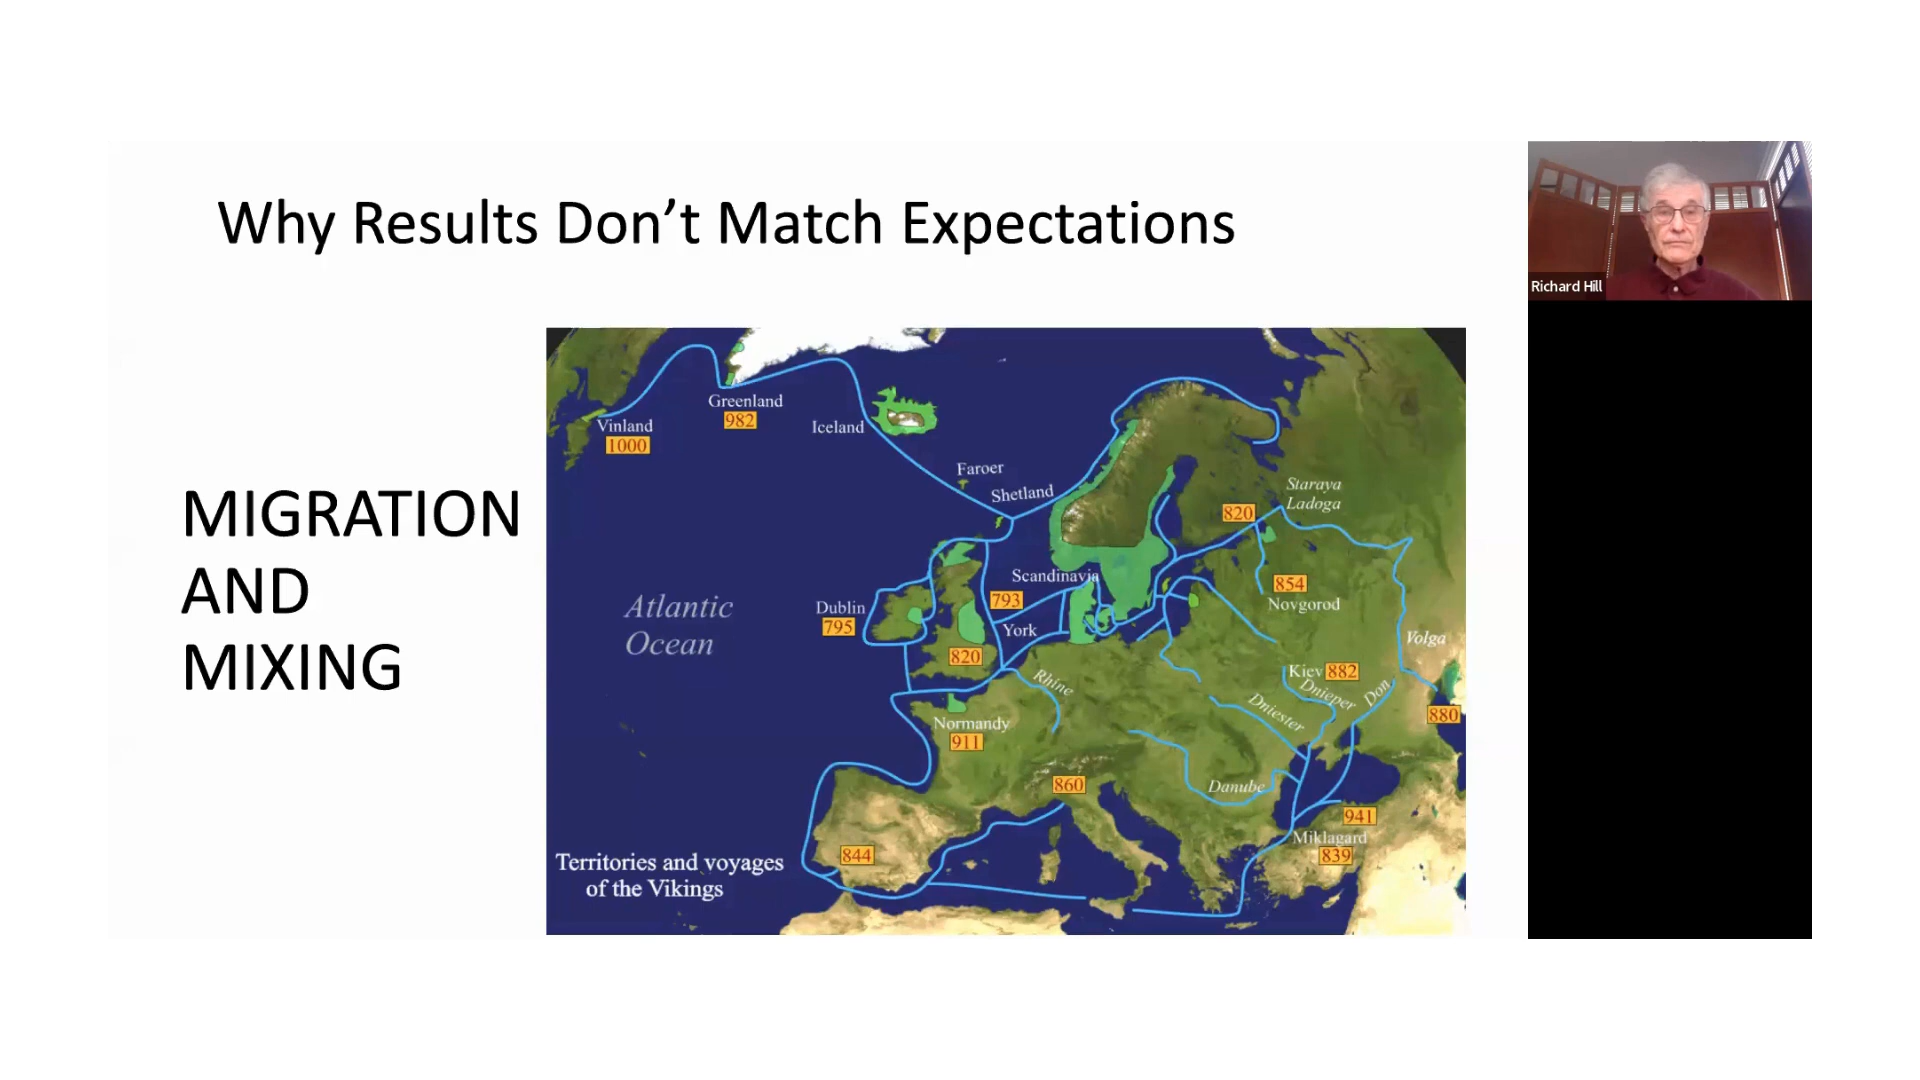 Why Results Don’t Match Expectations
Richard Hill
MIGRATION
AND
MIXING
Greenland
982
Vinland
1000
Iceland
Faroer
Shetland
Staraya
Ladoga
820
Scandinavia
854
Novgorod
793
Dublin
795
York
Atlantic
Ocean
820
Volga
Kiev 882
Rhine
Dnieper
Don
Dniester
880
Normandy
911
860
Danube
941
Miklagard
839
844
Territories and voyages
of the Vikings